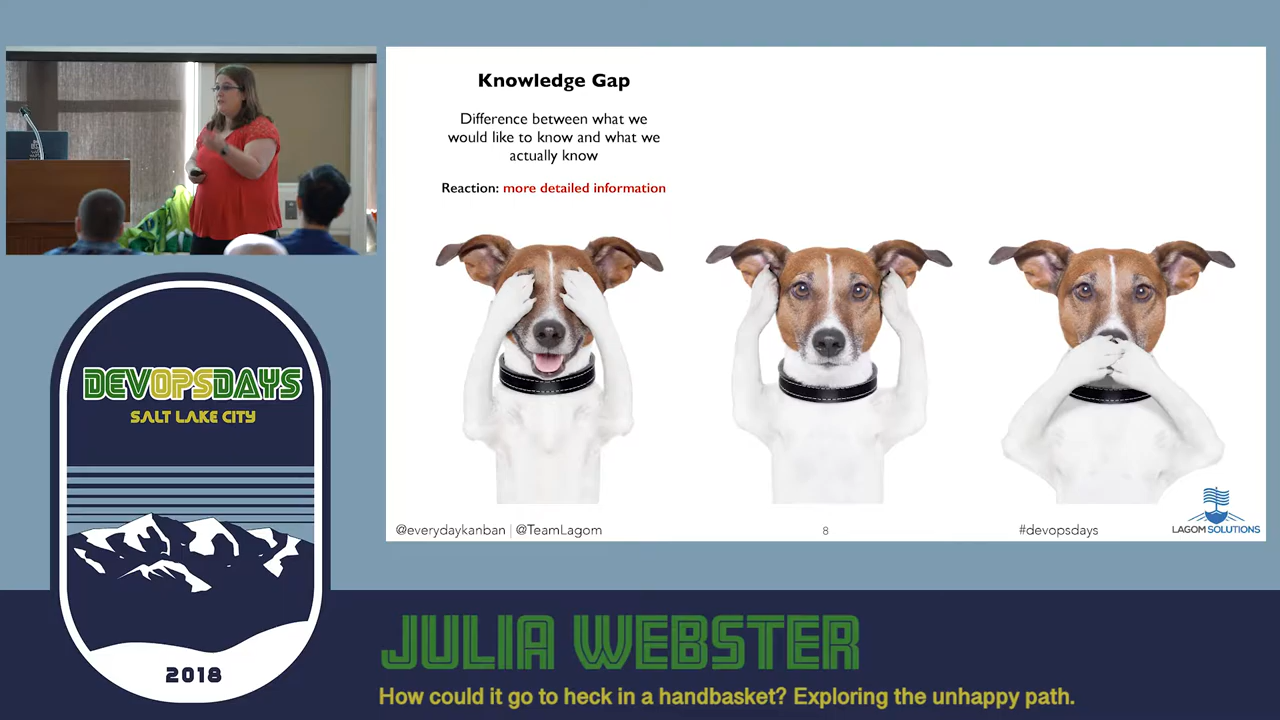 Knowledge Gap
Difference between what we
would like to know and what we
actually know
Reaction: more detailed information
@everydaykanban | @TeamLagom
8
#devopsdays
LAGOM SOLUTIONS
DEVOPSDAYS
SALT LAKE CITY
2018
JULIA WEBSTER
How could it go to heck in a handbasket? Exploring the unhappy path.